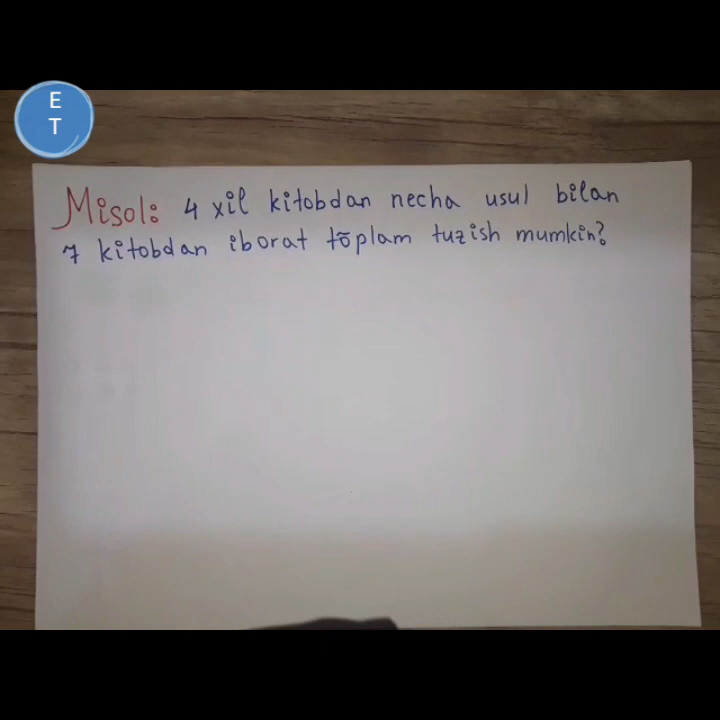 E
T
Misol: 4 xil kitobdan necha usul bilan
7 kitobdan iborat tōplam tuzish mumkin?